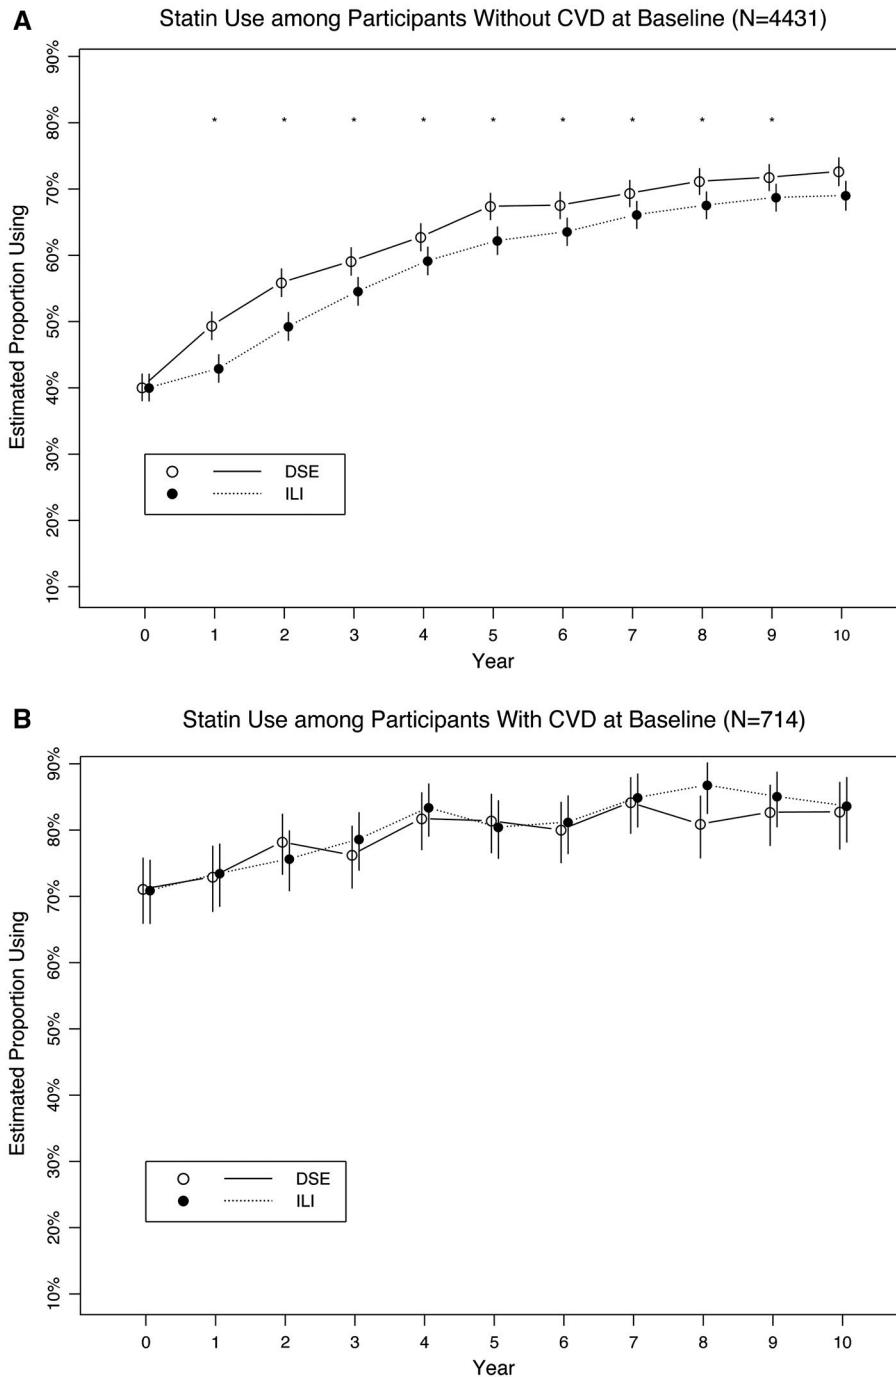 A
Statin Use among Participants Without CVD at Baseline (N=4431)
Estimated Proportion Using
90%
80%
70%
60%
50%
40%
30%
20%
10%
* * * * * * * * *
DSE
ILI
0 1 2 3 4 5 6 7 8 9 10
Year
B
Statin Use among Participants With CVD at Baseline (N=714)
Estimated Proportion Using
90%
80%
70%
60%
50%
40%
30%
20%
10%
DSE
ILI
0 1 2 3 4 5 6 7 8 9 10
Year